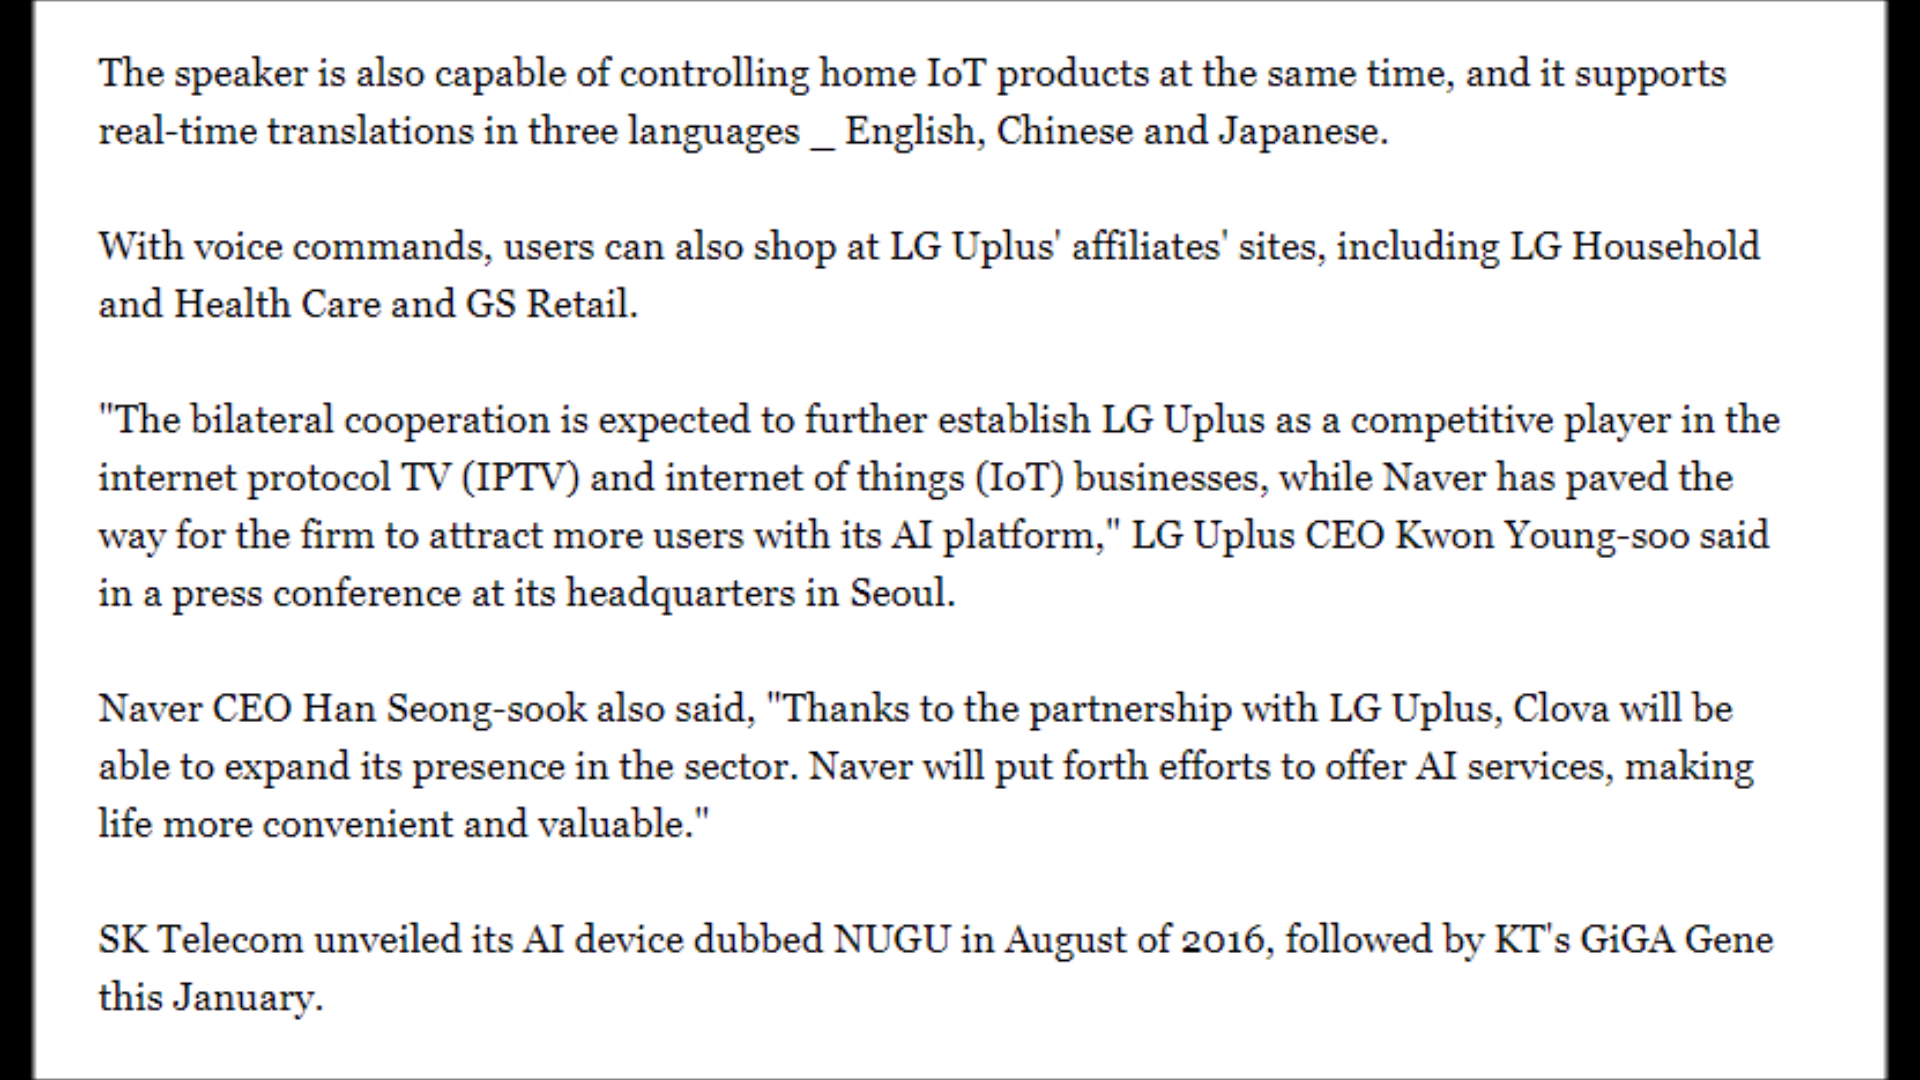 The speaker is also capable of controlling home IoT products at the same time, and it supports
real-time translations in three languages _ English, Chinese and Japanese.
With voice commands, users can also shop at LG Uplus' affiliates' sites, including LG Household
and Health Care and GS Retail.
"The bilateral cooperation is expected to further establish LG Uplus as a competitive player in the
internet protocol TV (IPTV) and internet of things (IoT) businesses, while Naver has paved the
way for the firm to attract more users with its AI platform," LG Uplus CEO Kwon Young-soo said
in a press conference at its headquarters in Seoul.
Naver CEO Han Seong-sook also said, "Thanks to the partnership with LG Uplus, Clova will be
able to expand its presence in the sector. Naver will put forth efforts to offer AI services, making
life more convenient and valuable."
SK Telecom unveiled its AI device dubbed NUGU in August of 2016, followed by KT's GiGA Gene
this January.